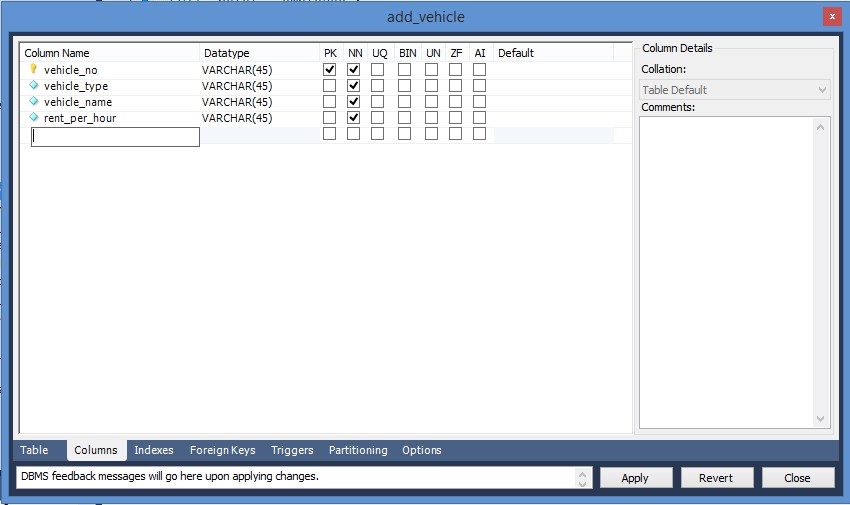 add_vehicle
x
Column Name Datatype PK NN UQ BIN UN ZF AI Default
vehicle_no VARCHAR(45)
vehicle_type VARCHAR(45)
vehicle_name VARCHAR(45)
rent_per_hour VARCHAR(45)
Column Details
Collation:
Table Default
Comments:
Table Columns Indexes Foreign Keys Triggers Partitioning Options
DBMS feedback messages will go here upon applying changes.
Apply Revert Close